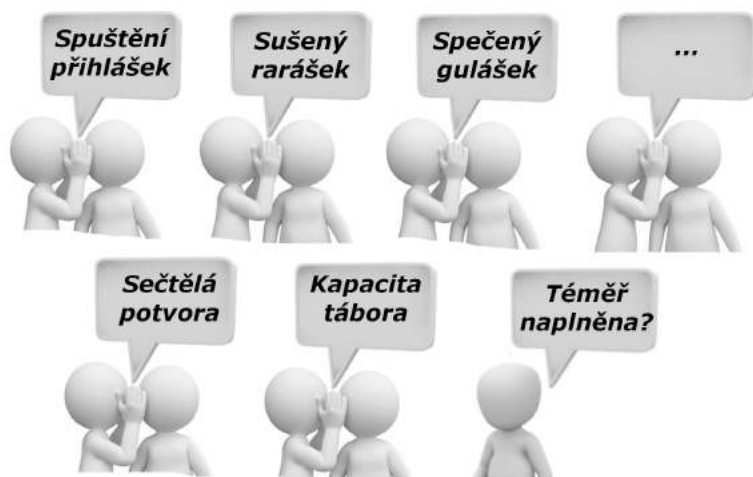 Spuštění
přihlášek
Sušený
rarášek
Spečený
gulášek
...
Sečtělá
potvora
Kapacita
tábora
Téměř
naplněna?